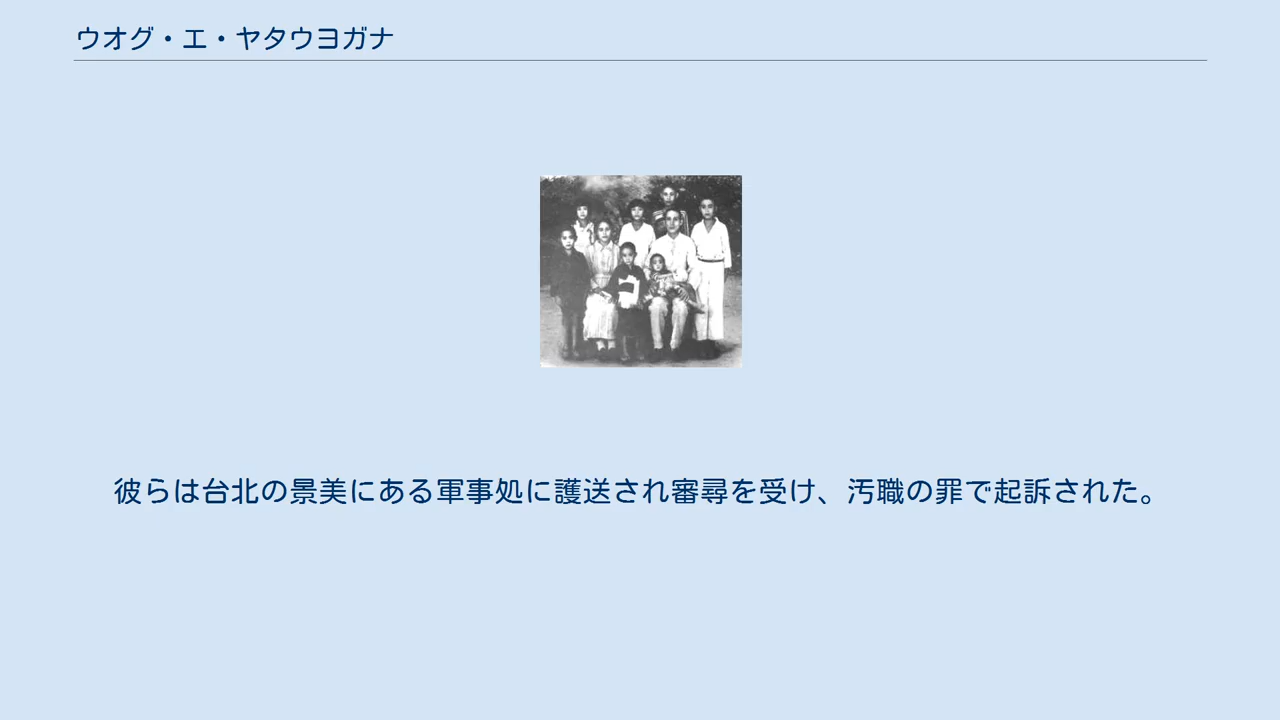 ウオグ・エ・ヤタウヨガナ
彼らは台北の景美にある軍事処に護送され審尋を受け、汚職の罪で起訴された。